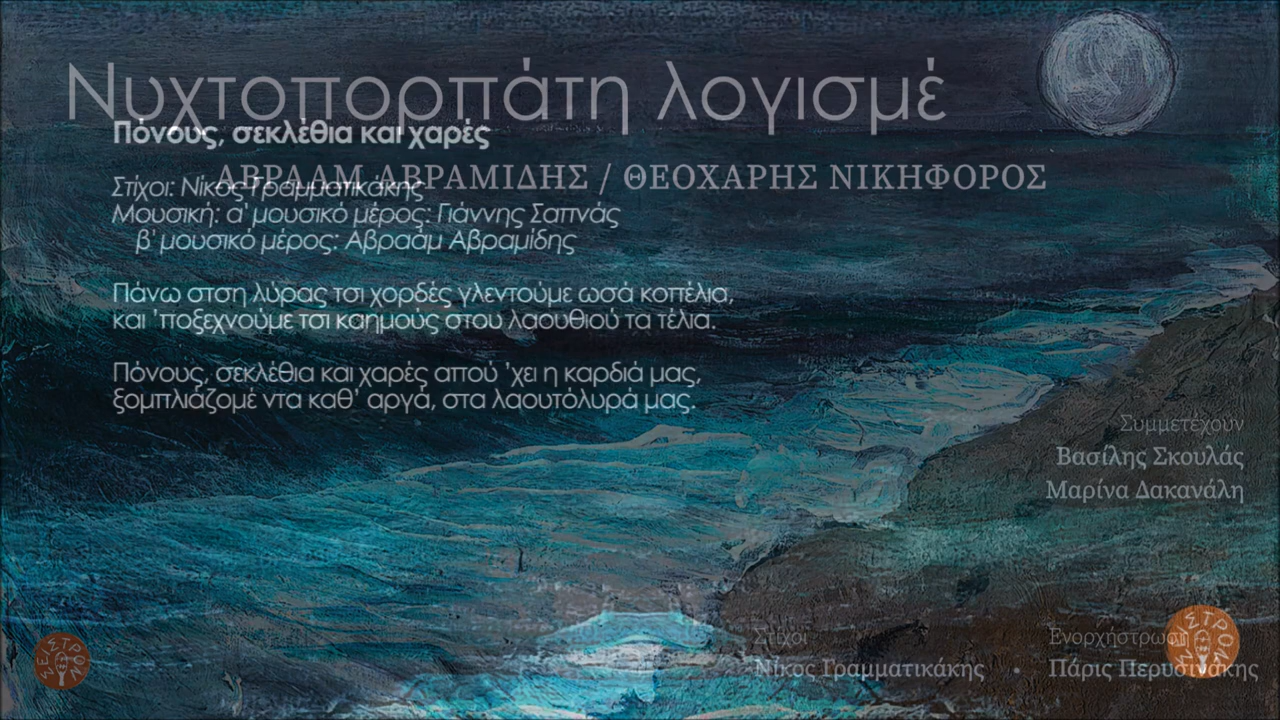 Νυχτοπορπάτη λογισμέ
Πόνους, σεκλέθια και χαρές
ΑΒΡΑΑΜ ΑΒΡΑΜΙΔΗΣ / ΘΕΟΧΑΡΗΣ ΝΙΚΗΦΟΡΟΣ
Στίχοι: Νίκος Γραμματικάκης
Μουσική: α' μουσικό μέρος: Γιάννης Σαπνάς
β' μουσικό μέρος: Αβραάμ Αβραμίδης
Πάνω στση λύρας τσι χορδές γλεντούμε ωσά κοπέλια,
και 'ποξεχνούμε τσι καημούς στου λαουθιού τα τέλια.
Πόνους, σεκλέθια και χαρές απού 'χει η καρδιά μας,
ξομπλιάζομέ ντα καθ' αργά, στα λαουτόλυρά μας.
Συμμετέχουν
Βασίλης Σκουλάς
Μαρίνα Δακανάλη
Στίχοι
Νίκος Γραμματικάκης
•
Ενορχήστρωση
Πάρις Περυσινάκης
ΣΕΙΣΤΡΟΝ
ΣΕΙΣΤΡΟΝ